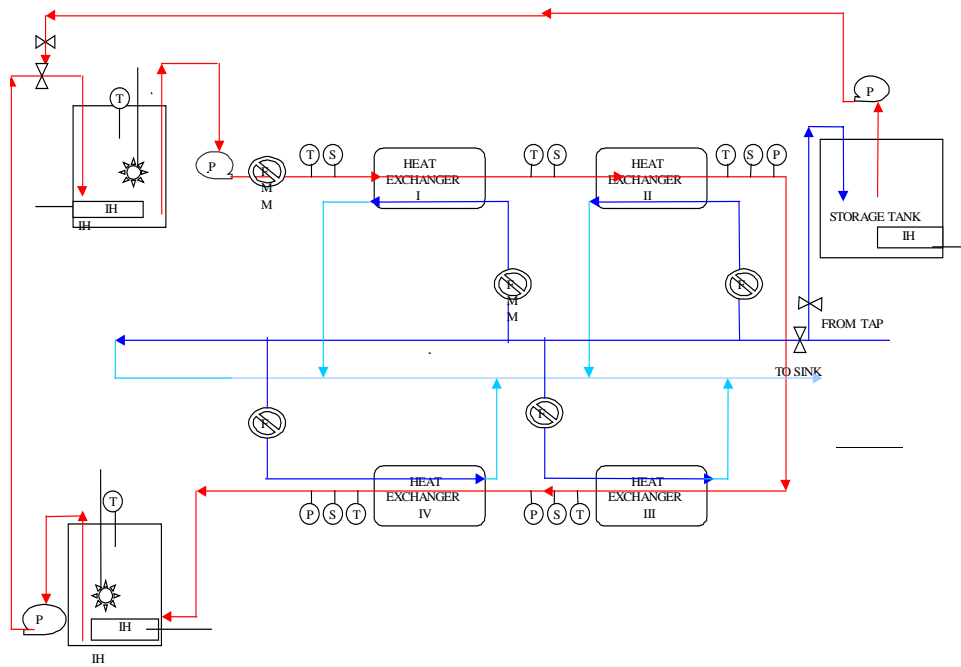 P
T
P
F
M
M
T
S
HEAT
EXCHANGER
I
T
S
HEAT
EXCHANGER
II
T
S
P
IH
IH
STORAGE TANK
IH
F
M
M
F
FROM TAP
TO SINK
F
F
HEAT
EXCHANGER
IV
HEAT
EXCHANGER
III
P
S
T
P
S
T
T
P
IH
IH